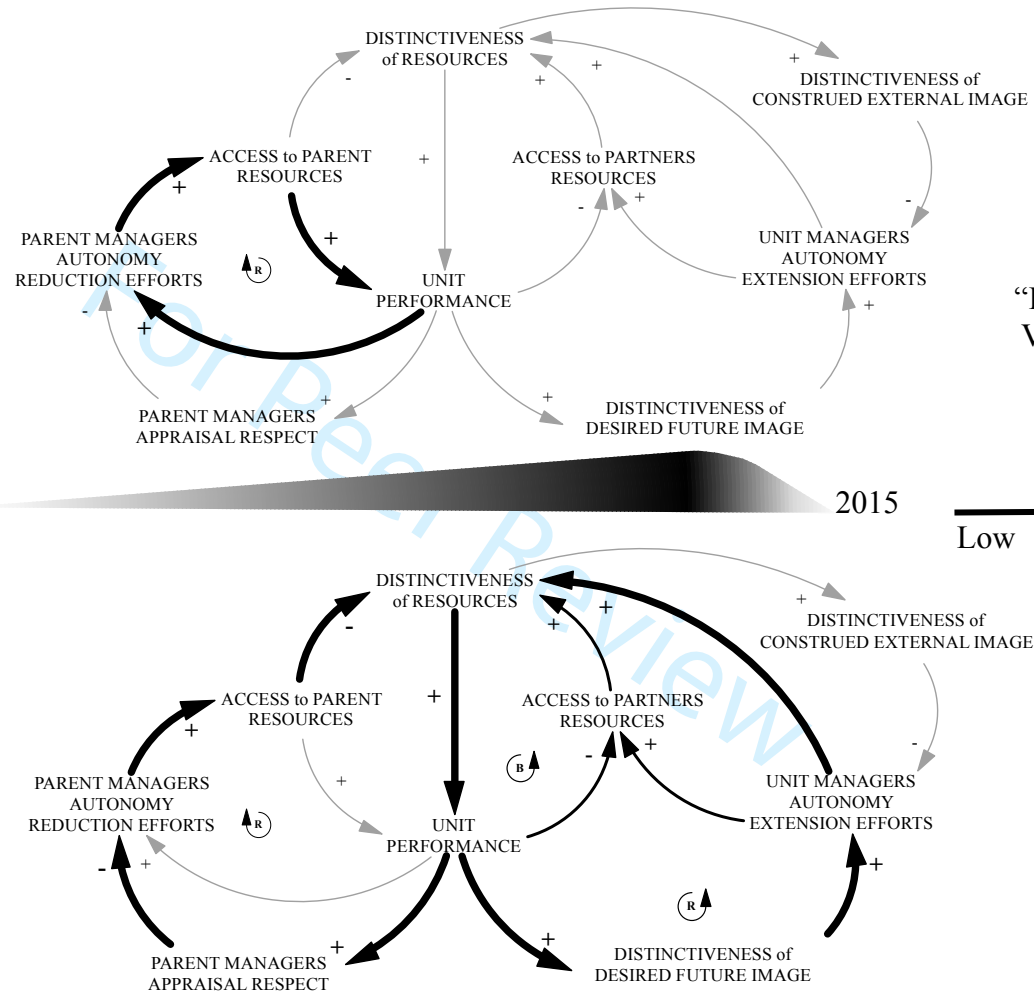 DISTINCTIVENESS
of RESOURCES
+
DISTINCTIVENESS of
CONSTRUED EXTERNAL IMAGE
-
+
+
ACCESS to PARENT
RESOURCES
+
ACCESS to PARTNERS
RESOURCES
+
-
+
-
PARENT MANAGERS
AUTONOMY
REDUCTION EFFORTS
R
+
UNIT
PERFORMANCE
UNIT MANAGERS
AUTONOMY
EXTENSION EFFORTS
-
+
+
+
+
PARENT MANAGERS
APPRAISAL RESPECT
DISTINCTIVENESS of
DESIRED FUTURE IMAGE
2015
Low
For Peer Review
DISTINCTIVENESS
of RESOURCES
+
DISTINCTIVENESS of
CONSTRUED EXTERNAL IMAGE
-
+
+
ACCESS to PARENT
RESOURCES
+
ACCESS to PARTNERS
RESOURCES
+
-
+
-
PARENT MANAGERS
AUTONOMY
REDUCTION EFFORTS
R
+
B
UNIT
PERFORMANCE
UNIT MANAGERS
AUTONOMY
EXTENSION EFFORTS
-
+
+
R
+
+
PARENT MANAGERS
APPRAISAL RESPECT
DISTINCTIVENESS of
DESIRED FUTURE IMAGE